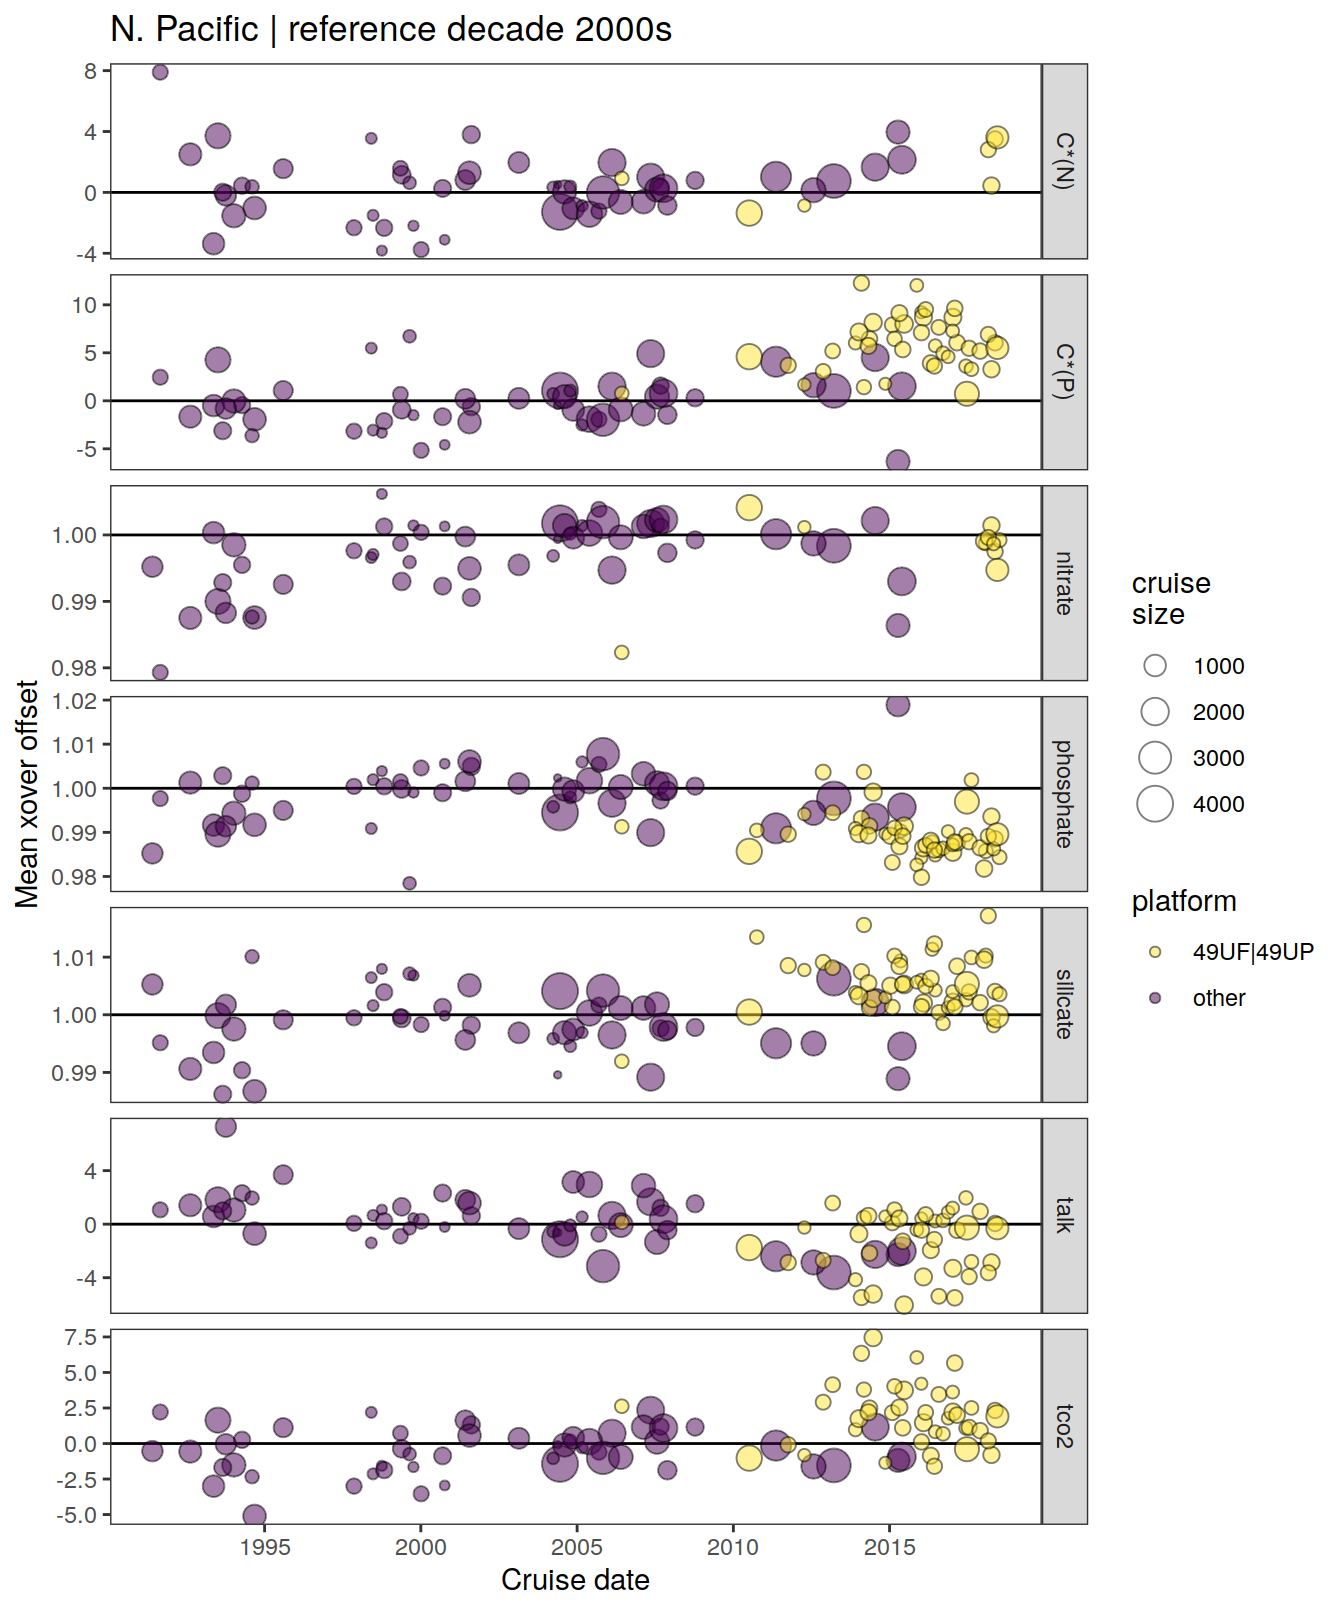 N. Pacific | reference decade 2000s
8
4
0
-4
C*(N)
10
5
0
-5
C*(P)
1.00
0.99
0.98
nitrate
1.02
1.01
1.00
0.99
0.98
phosphate
1.01
1.00
0.99
silicate
4
0
-4
talk
7.5
5.0
2.5
0.0
-2.5
-5.0
tco2
1995
2000
2005
2010
2015
Cruise date
Mean xover offset
cruise
size
1000
2000
3000
4000
platform
49UF|49UP
other